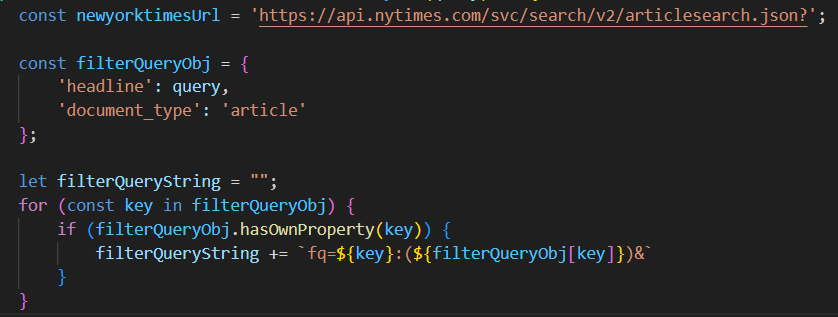 const newyorktimesUrl = 'https://api.nytimes.com/svc/search/v2/articlesearch.json?';
const filterQueryObj = {
'headline': query,
'document_type': 'article'
};
let filterQueryString = "";
for (const key in filterQueryObj) {
if (filterQueryObj.hasOwnProperty(key)) {
filterQueryString += `fq=${key}:(${filterQueryObj[key]})&`
}
}